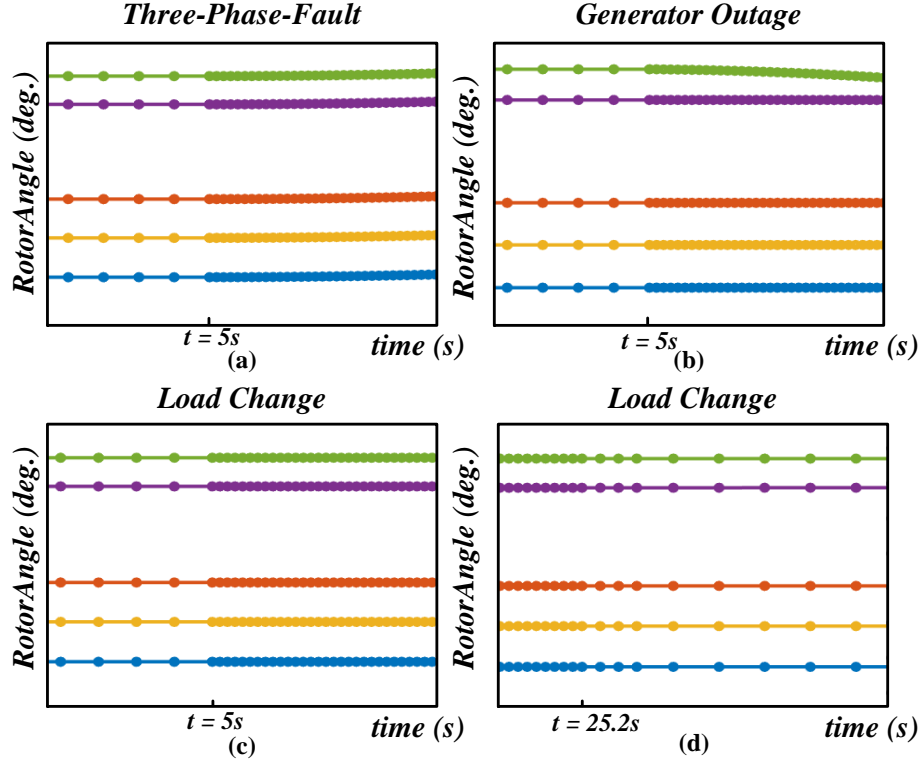 Three-Phase-Fault
RotorAngle (deg.)
t = 5s
time (s)
(a)
Generator Outage
RotorAngle (deg.)
t = 5s
time (s)
(b)
Load Change
RotorAngle (deg.)
t = 5s
time (s)
(c)
Load Change
RotorAngle (deg.)
t = 25.2s
time (s)
(d)